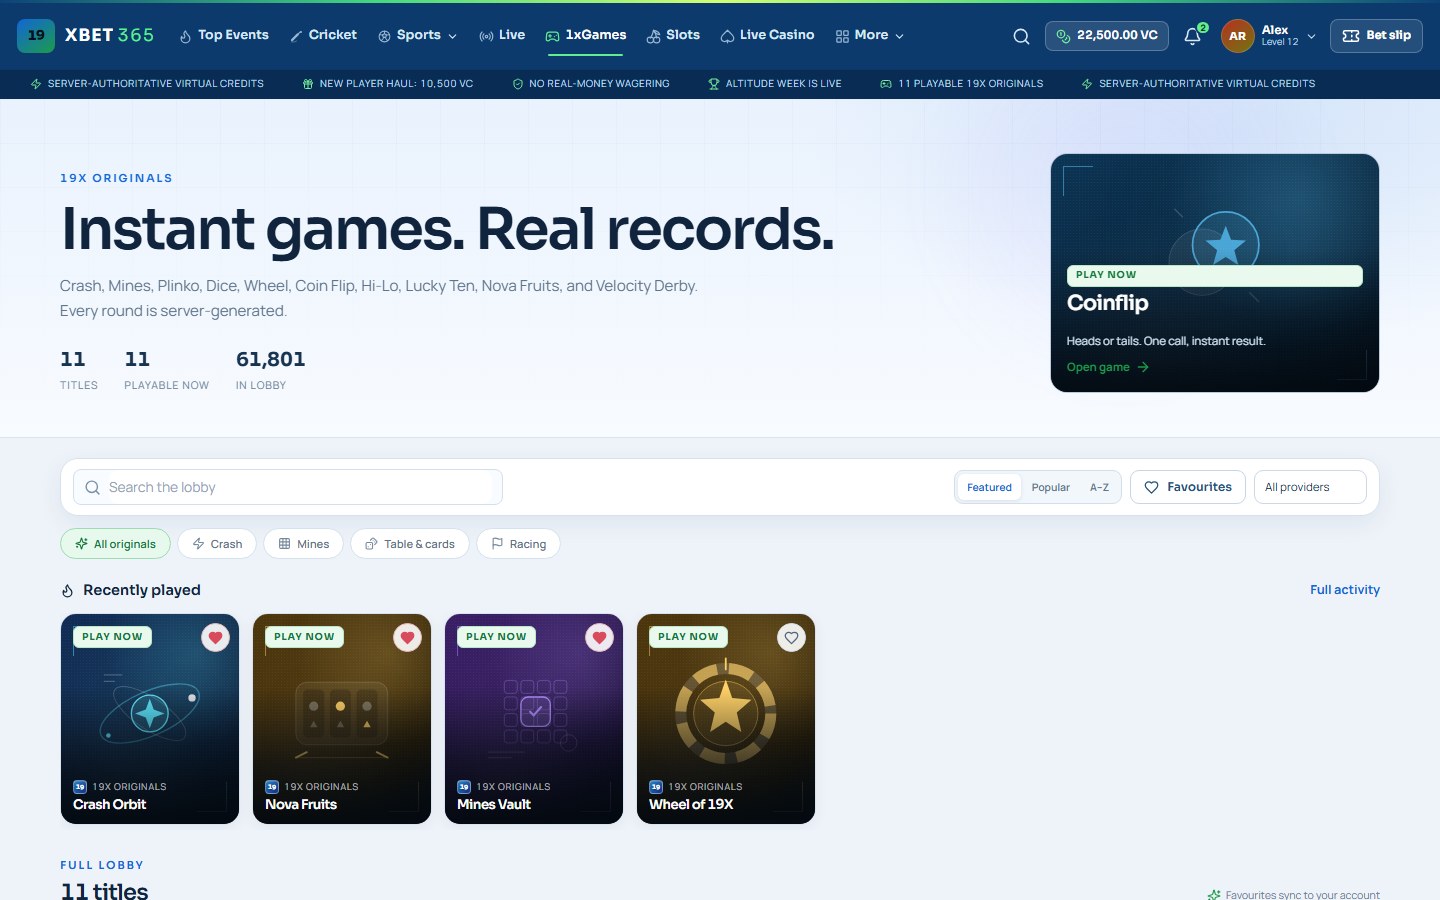 19 XBET 365 Top Events Cricket Sports Live 1xGames Slots Live Casino More 22,500.00 VC 2 AR Alex Level 12 Bet slip
SERVER-AUTHORITATIVE VIRTUAL CREDITS NEW PLAYER HAUL: 10,500 VC NO REAL-MONEY WAGERING ALTITUDE WEEK IS LIVE 11 PLAYABLE 19X ORIGINALS SERVER-AUTHORITATIVE VIRTUAL CREDITS
19X ORIGINALS
Instant games. Real records.
Crash, Mines, Plinko, Dice, Wheel, Coin Flip, Hi-Lo, Lucky Ten, Nova Fruits, and Velocity Derby.
Every round is server-generated.
11 11 61,801
TITLES PLAYABLE NOW IN LOBBY
PLAY NOW
Coinflip
Heads or tails. One call, instant result.
Open game
Search the lobby Featured Popular A–Z Favourites All providers
All originals Crash Mines Table & cards Racing
Recently played Full activity
PLAY NOW PLAY NOW PLAY NOW PLAY NOW
19 19X ORIGINALS 19 19X ORIGINALS 19 19X ORIGINALS 19 19X ORIGINALS
Crash Orbit Nova Fruits Mines Vault Wheel of 19X
FULL LOBBY
11 titles Favourites sync to your account